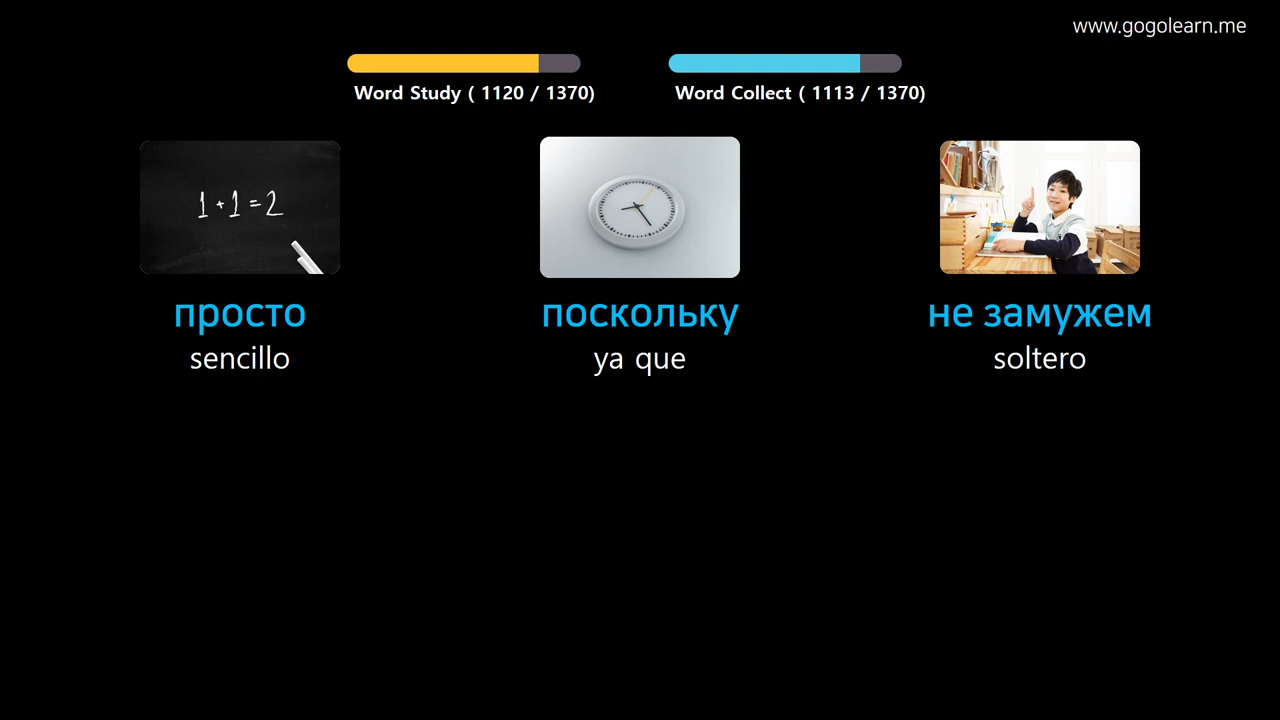 www.gogolearn.me
Word Study ( 1120 / 1370)
Word Collect ( 1113 / 1370)
1 + 1 = 2
просто
поскольку
не замужем
sencillo
ya que
soltero